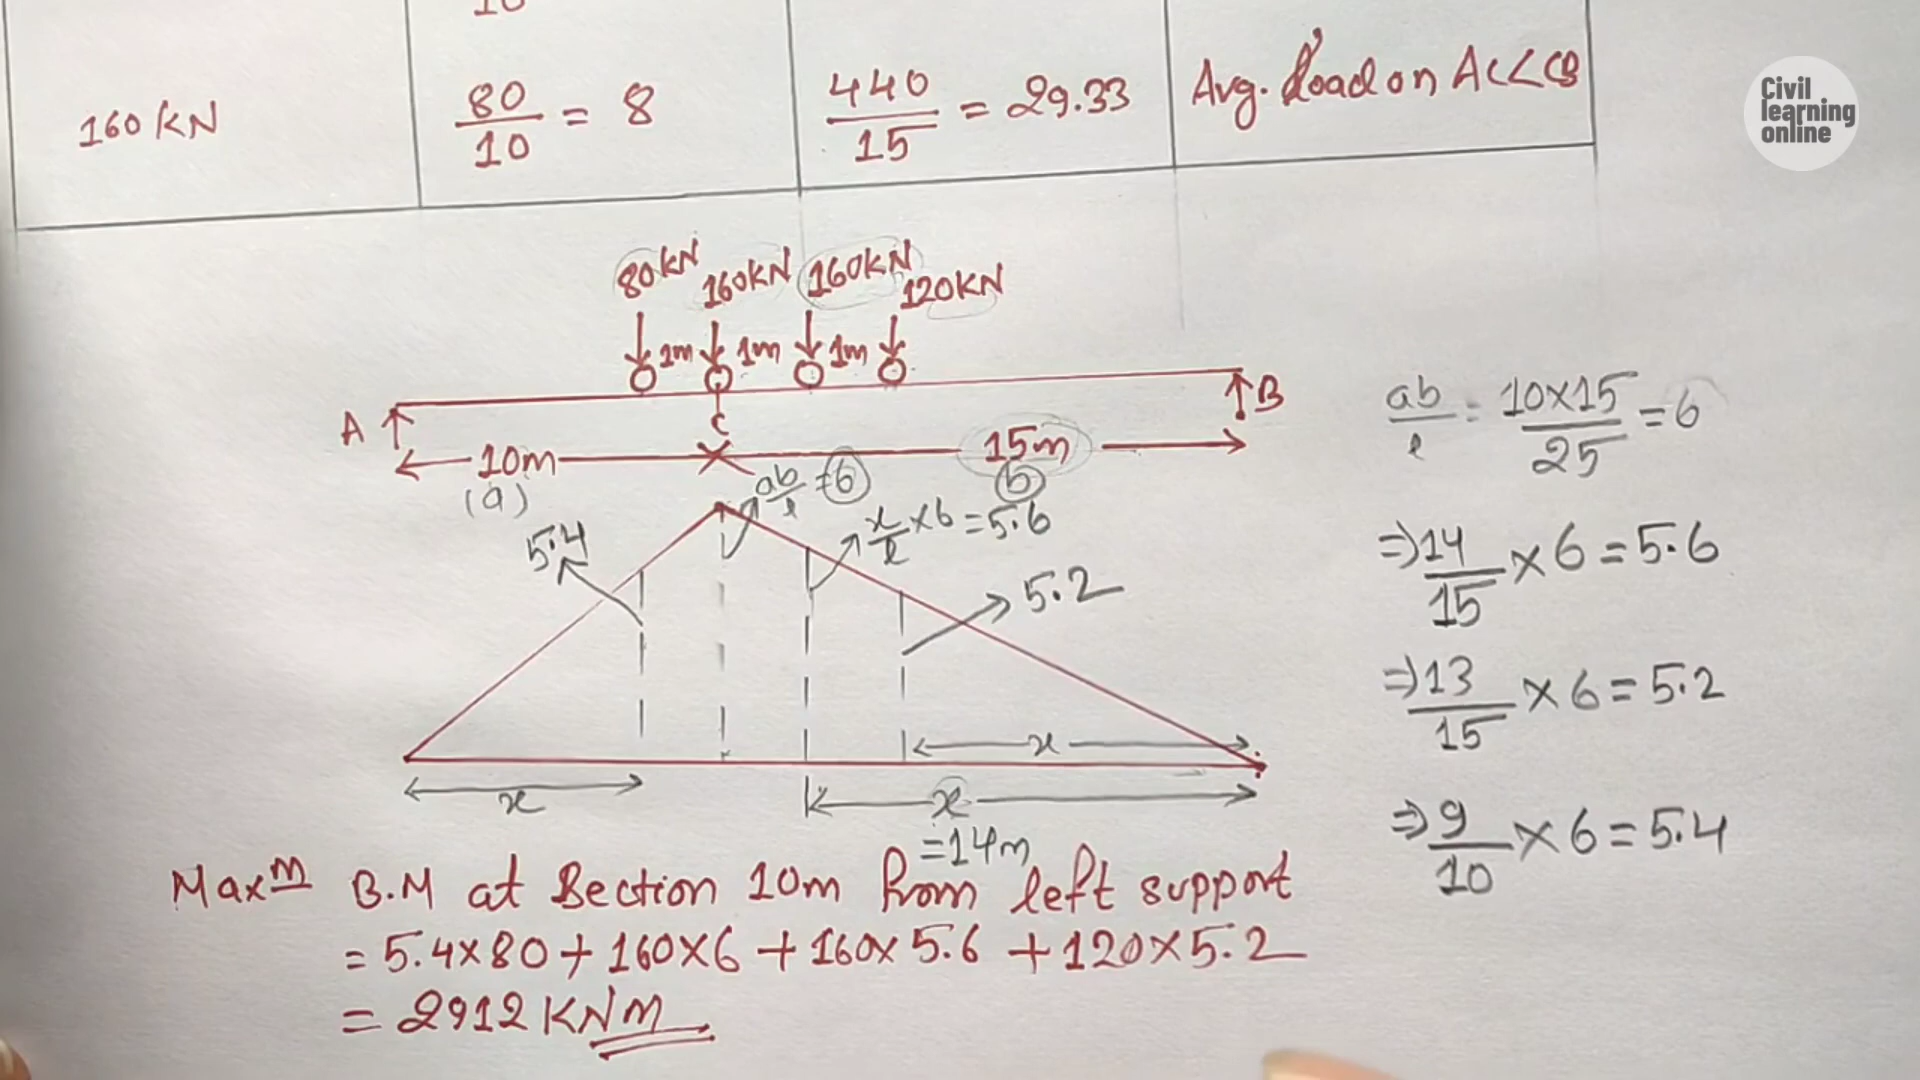 10
160 KN
80/10 = 8
440/15 = 29.33
Avg. Load on AC<CB
Civil
learning
online
80KN 160KN 160KN 120KN
1m 1m 1m
A C B
10m 15m
(a) (b)
ab/l = 6
x/l × 6 = 5.6
5.4
5.2
x
x
x
=14m
ab/l = 10×15/25 = 6
⇒ 14/15 × 6 = 5.6
⇒ 13/15 × 6 = 5.2
⇒ 9/10 × 6 = 5.4
Maxm B.M at Section 10m from left support
= 5.4×80 + 160×6 + 160×5.6 + 120×5.2
= 2912 KNM